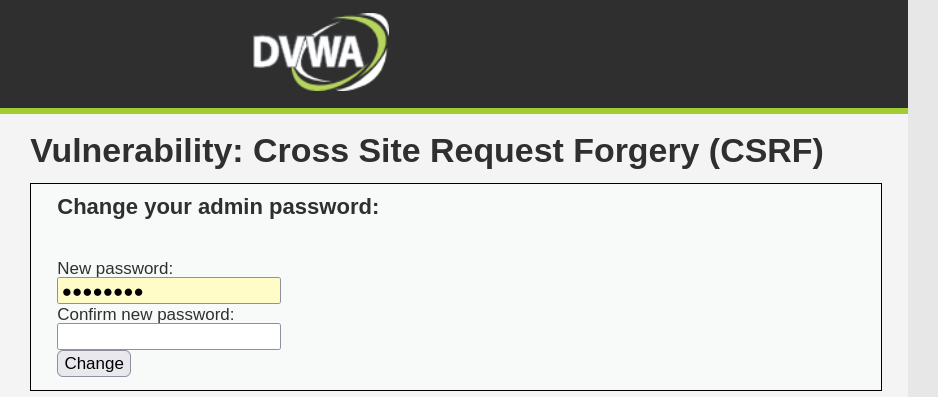 DVWA
Vulnerability: Cross Site Request Forgery (CSRF)
Change your admin password:
New password:
●●●●●●●●
Confirm new password:
Change